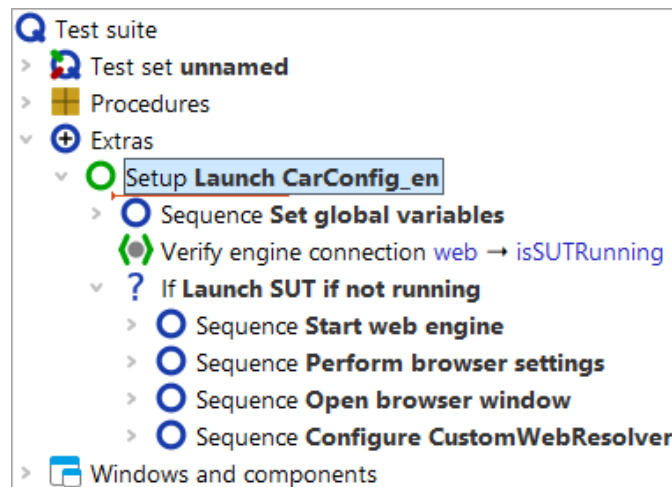 Test suite
Test set unnamed
Procedures
Extras
Setup Launch CarConfig_en
Sequence Set global variables
Verify engine connection web → isSUTRunning
? If Launch SUT if not running
Sequence Start web engine
Sequence Perform browser settings
Sequence Open browser window
Sequence Configure CustomWebResolver
Windows and components